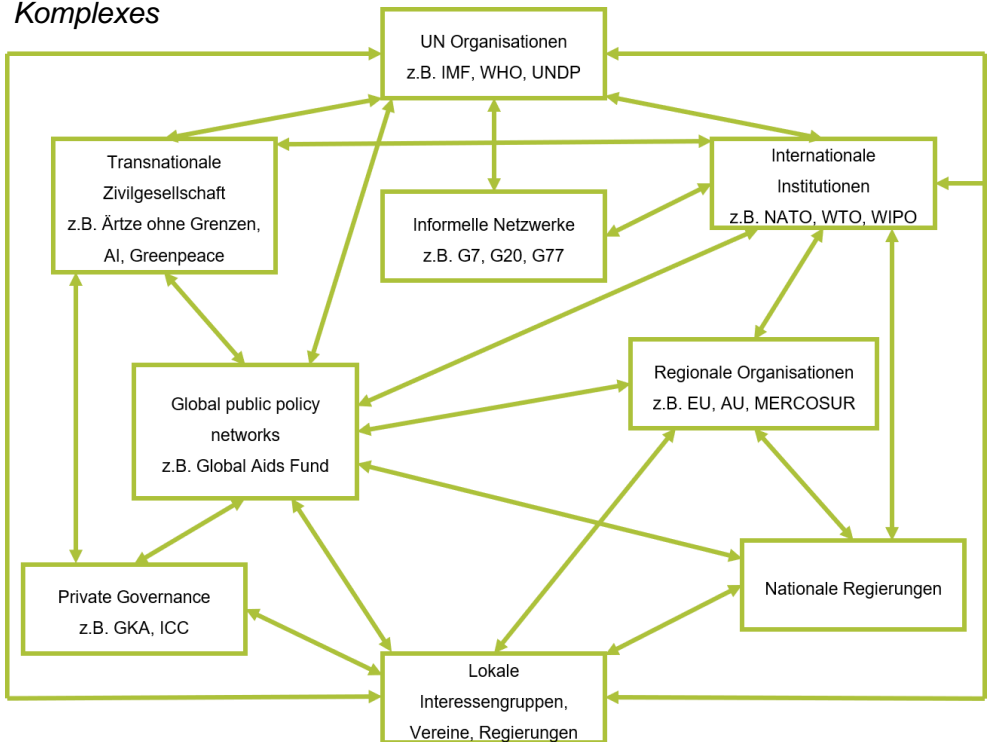 Komplexes
UN Organisationen
z.B. IMF, WHO, UNDP
Transnationale
Zivilgesellschaft
z.B. Ärtze ohne Grenzen,
AI, Greenpeace
Informelle Netzwerke
z.B. G7, G20, G77
Internationale
Institutionen
z.B. NATO, WTO, WIPO
Global public policy
networks
z.B. Global Aids Fund
Regionale Organisationen
z.B. EU, AU, MERCOSUR
Private Governance
z.B. GKA, ICC
Nationale Regierungen
Lokale
Interessengruppen,
Vereine, Regierungen